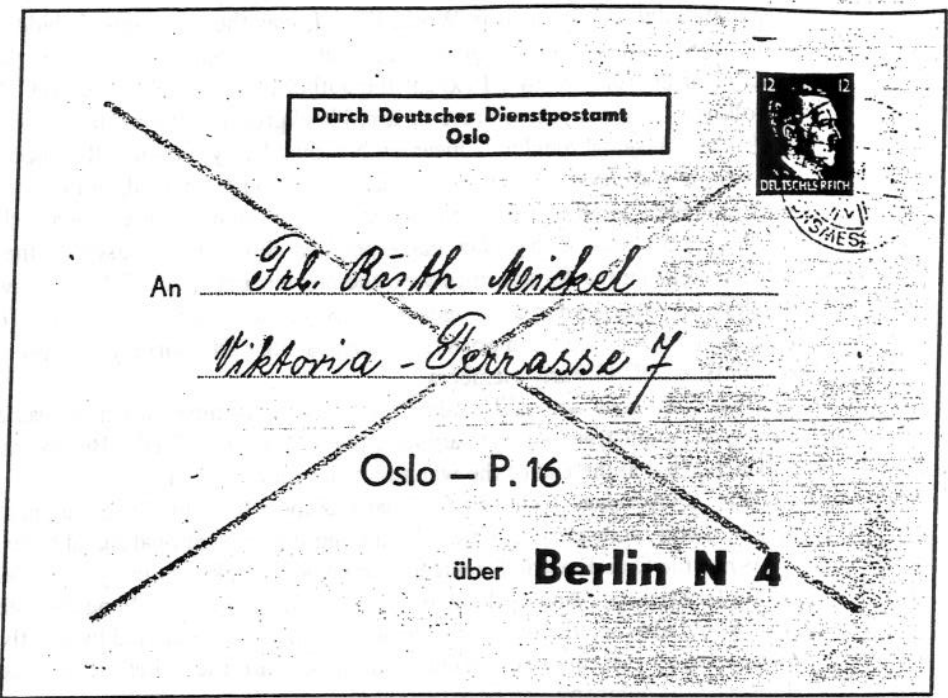 Durch Deutsches Dienstpostamt
Oslo
12 12
DEUTSCHES REICH
An Frl. Ruth Mickel
Viktoria - Terrasse 7
Oslo — P. 16
über Berlin N 4